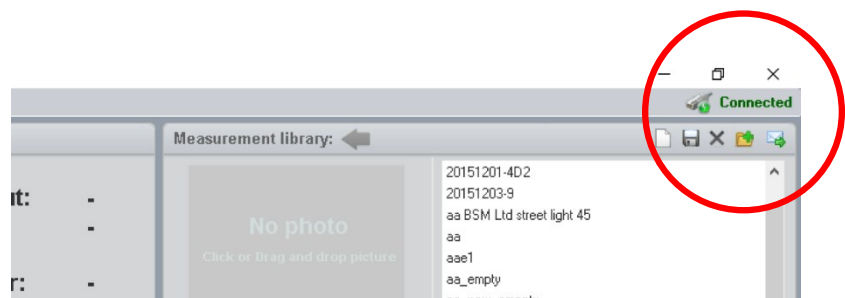 Connected
Measurement library:
20151201-4D2
20151203-9
aa BSM Ltd street light 45
aa
aae1
aa_empty
No photo
Click or Drag and drop picture
ut: -
-
r: -